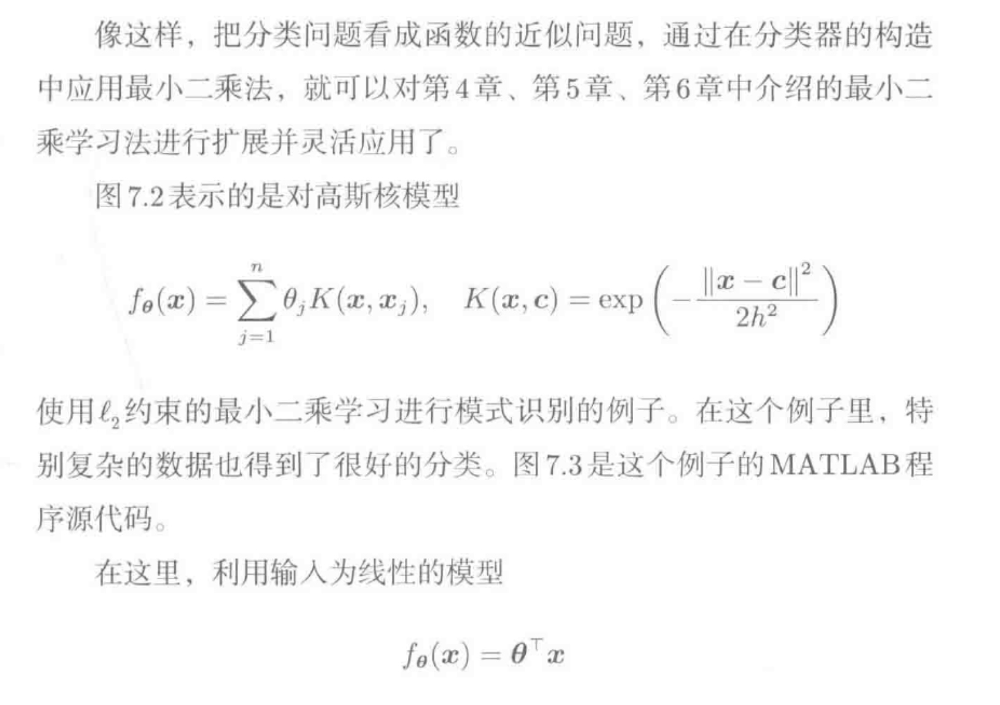 像这样，把分类问题看成函数的近似问题，通过在分类器的构造
中应用最小二乘法，就可以对第4章、第5章、第6章中介绍的最小二
乘学习法进行扩展并灵活应用了。
图7.2表示的是对高斯核模型
$f_{\boldsymbol{\theta}}(\boldsymbol{x}) = \sum_{j=1}^{n} \theta_j K(\boldsymbol{x}, \boldsymbol{x}_j), \quad K(\boldsymbol{x}, \boldsymbol{c}) = \exp\left(-\frac{\|\boldsymbol{x} - \boldsymbol{c}\|^2}{2h^2}\right)$
使用$\ell_2$约束的最小二乘学习进行模式识别的例子。在这个例子里，特
别复杂的数据也得到了很好的分类。图7.3是这个例子的MATLAB程
序源代码。
在这里，利用输入为线性的模型
$f_{\boldsymbol{\theta}}(\boldsymbol{x}) = \boldsymbol{\theta}^{\top} \boldsymbol{x}$